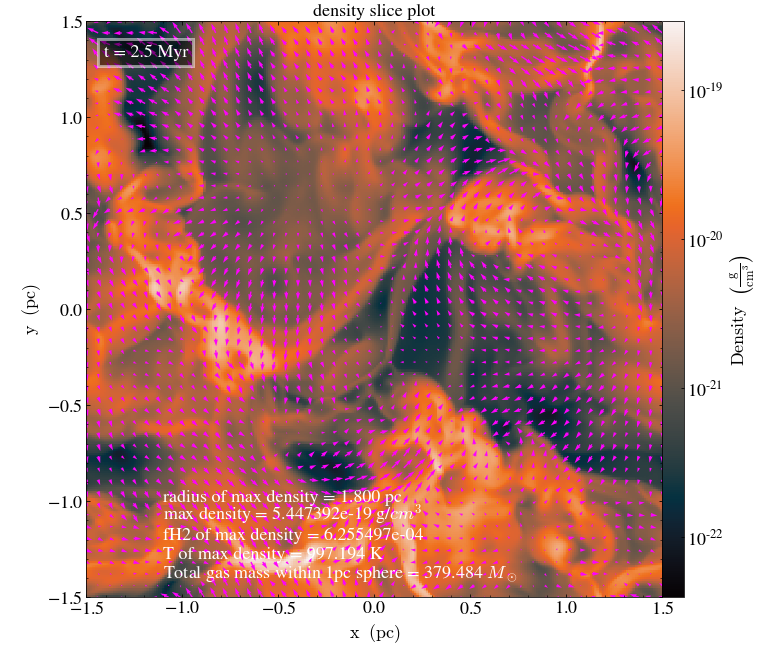 density slice plot
t = 2.5 Myr
1.5
1.0
0.5
0.0
−0.5
−1.0
−1.5
y (pc)
radius of max density = 1.800 pc
max density = 5.447392e-19 g/cm³
fH2 of max density = 6.255497e-04
T of max density = 997.194 K
Total gas mass within 1pc sphere = 379.484 M⊙
−1.5 −1.0 −0.5 0.0 0.5 1.0 1.5
x (pc)
10⁻¹⁹
10⁻²⁰
10⁻²¹
10⁻²²
Density (g/cm³)